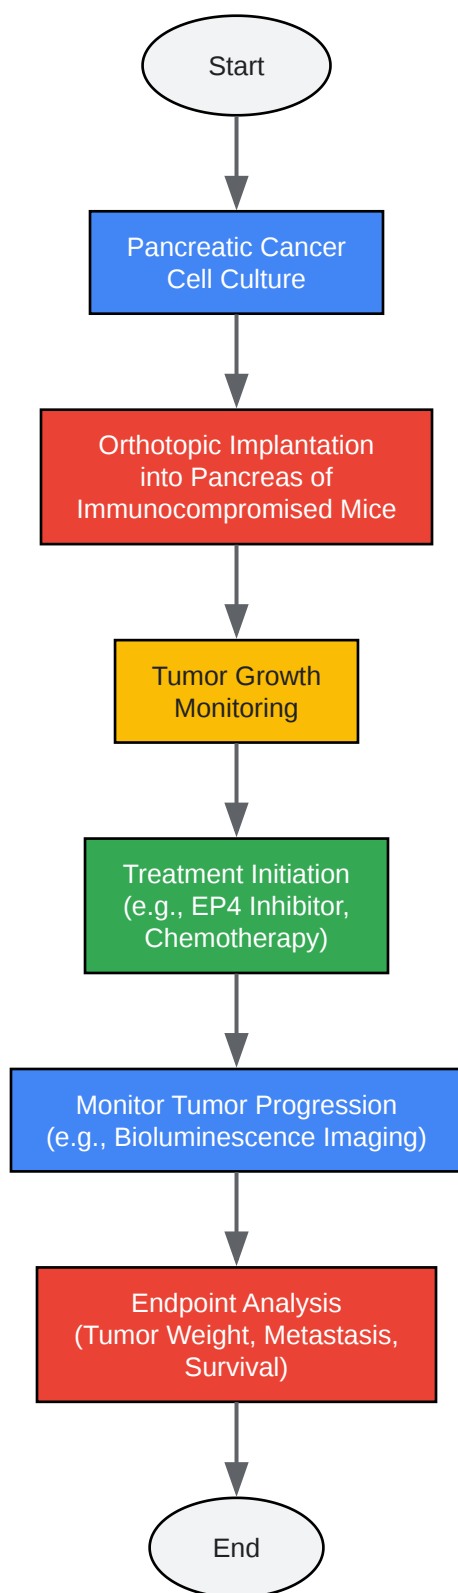 Start
Pancreatic Cancer
Cell Culture
Orthotopic Implantation
into Pancreas of
Immunocompromised Mice
Tumor Growth
Monitoring
Treatment Initiation
(e.g., EP4 Inhibitor,
Chemotherapy)
Monitor Tumor Progression
(e.g., Bioluminescence Imaging)
Endpoint Analysis
(Tumor Weight, Metastasis,
Survival)
End